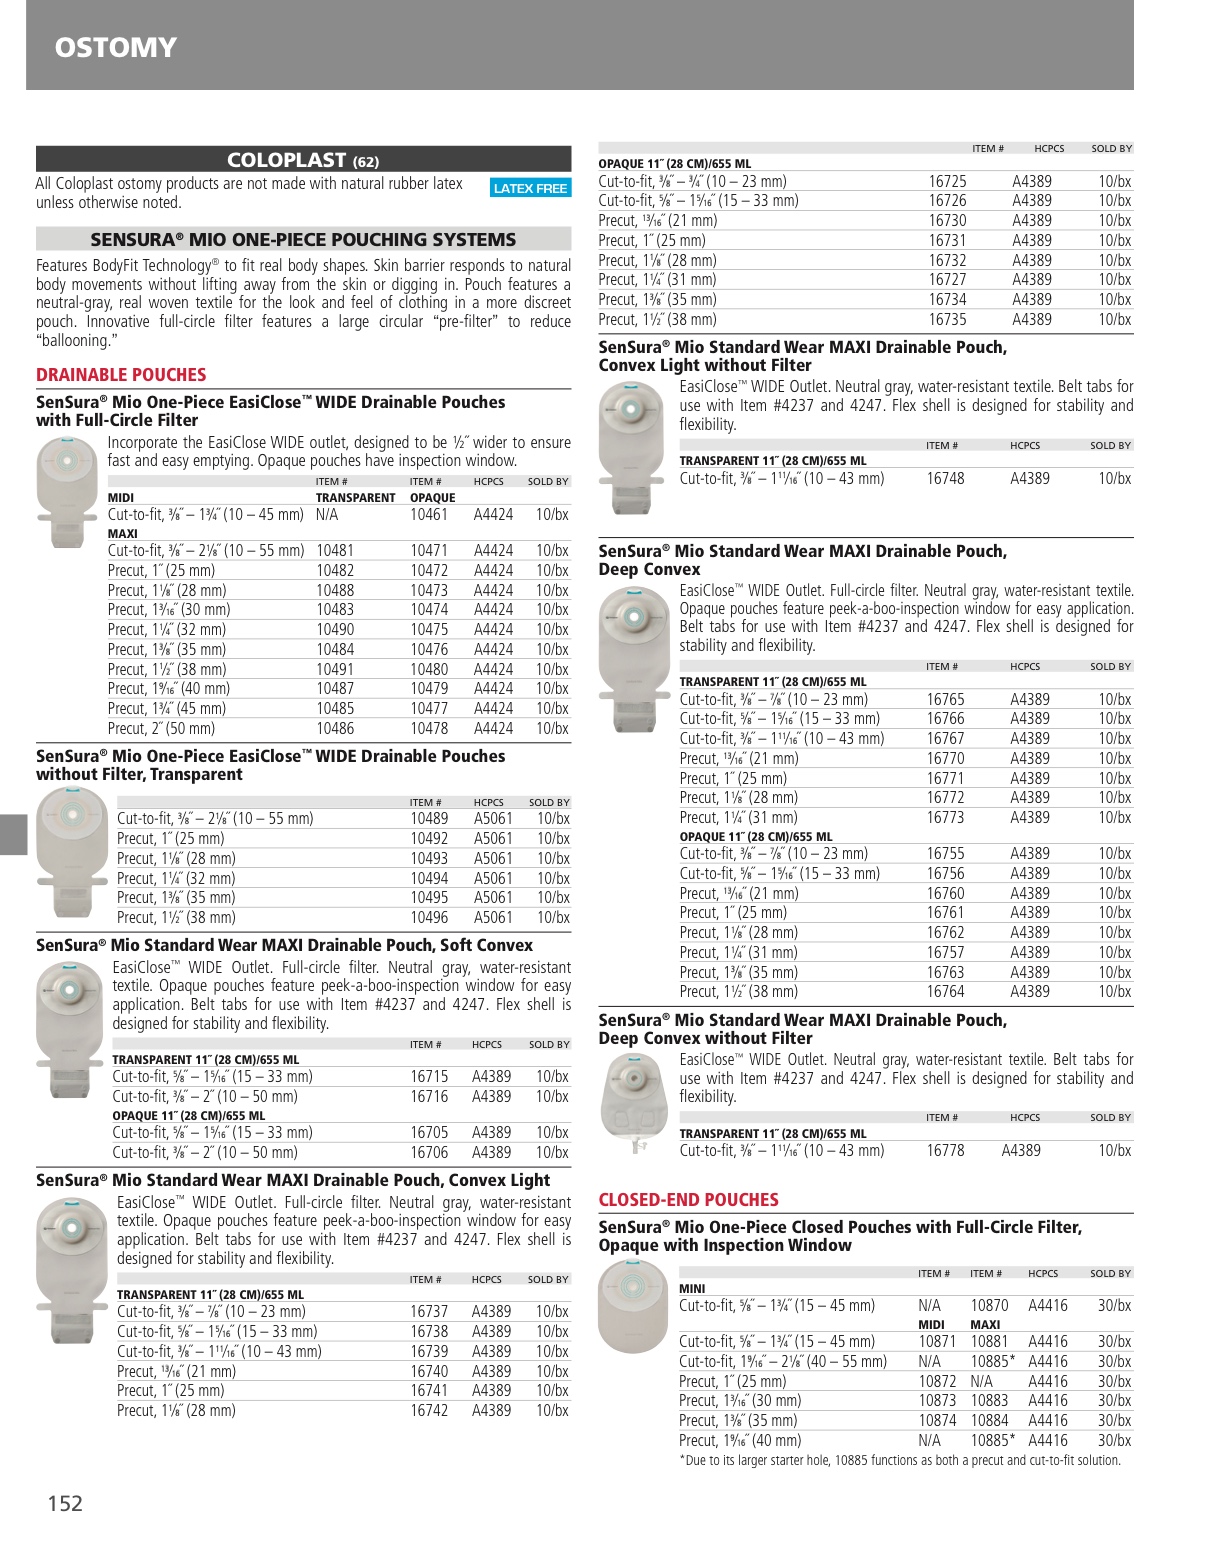 OSTOMY
COLOPLAST (62)
All Coloplast ostomy products are not made with natural rubber latex
unless otherwise noted.
LATEX FREE
SENSURA® MIO ONE-PIECE POUCHING SYSTEMS
Features BodyFit Technology® to fit real body shapes. Skin barrier responds to natural
body movements without lifting away from the skin or digging in. Pouch features a
neutral-gray, real woven textile for the look and feel of clothing in a more discreet
pouch. Innovative full-circle filter features a large circular “pre-filter” to reduce
“ballooning.”
DRAINABLE POUCHES
SenSura® Mio One-Piece EasiClose™ WIDE Drainable Pouches
with Full-Circle Filter
Incorporate the EasiClose WIDE outlet, designed to be ½˝ wider to ensure
fast and easy emptying. Opaque pouches have inspection window.
ITEM # ITEM # HCPCS SOLD BY
MIDI TRANSPARENT OPAQUE
Cut-to-fit, ⅜˝ – 1¾˝ (10 – 45 mm) N/A 10461 A4424 10/bx
MAXI
Cut-to-fit, ⅜˝ – 2⅛˝ (10 – 55 mm) 10481 10471 A4424 10/bx
Precut, 1˝ (25 mm) 10482 10472 A4424 10/bx
Precut, 1⅛˝ (28 mm) 10488 10473 A4424 10/bx
Precut, 1³⁄₁₆˝ (30 mm) 10483 10474 A4424 10/bx
Precut, 1¼˝ (32 mm) 10490 10475 A4424 10/bx
Precut, 1⅜˝ (35 mm) 10484 10476 A4424 10/bx
Precut, 1½˝ (38 mm) 10491 10480 A4424 10/bx
Precut, 1⁹⁄₁₆˝ (40 mm) 10487 10479 A4424 10/bx
Precut, 1¾˝ (45 mm) 10485 10477 A4424 10/bx
Precut, 2˝ (50 mm) 10486 10478 A4424 10/bx
SenSura® Mio One-Piece EasiClose™ WIDE Drainable Pouches
without Filter, Transparent
ITEM # HCPCS SOLD BY
Cut-to-fit, ⅜˝ – 2⅛˝ (10 – 55 mm) 10489 A5061 10/bx
Precut, 1˝ (25 mm) 10492 A5061 10/bx
Precut, 1⅛˝ (28 mm) 10493 A5061 10/bx
Precut, 1¼˝ (32 mm) 10494 A5061 10/bx
Precut, 1⅜˝ (35 mm) 10495 A5061 10/bx
Precut, 1½˝ (38 mm) 10496 A5061 10/bx
SenSura® Mio Standard Wear MAXI Drainable Pouch, Soft Convex
EasiClose™ WIDE Outlet. Full-circle filter. Neutral gray, water-resistant
textile. Opaque pouches feature peek-a-boo-inspection window for easy
application. Belt tabs for use with Item #4237 and 4247. Flex shell is
designed for stability and flexibility.
ITEM # HCPCS SOLD BY
TRANSPARENT 11˝ (28 CM)/655 ML
Cut-to-fit, ⅝˝ – 1⁵⁄₁₆˝ (15 – 33 mm) 16715 A4389 10/bx
Cut-to-fit, ⅜˝ – 2˝ (10 – 50 mm) 16716 A4389 10/bx
OPAQUE 11˝ (28 CM)/655 ML
Cut-to-fit, ⅝˝ – 1⁵⁄₁₆˝ (15 – 33 mm) 16705 A4389 10/bx
Cut-to-fit, ⅜˝ – 2˝ (10 – 50 mm) 16706 A4389 10/bx
SenSura® Mio Standard Wear MAXI Drainable Pouch, Convex Light
EasiClose™ WIDE Outlet. Full-circle filter. Neutral gray, water-resistant
textile. Opaque pouches feature peek-a-boo-inspection window for easy
application. Belt tabs for use with Item #4237 and 4247. Flex shell is
designed for stability and flexibility.
ITEM # HCPCS SOLD BY
TRANSPARENT 11˝ (28 CM)/655 ML
Cut-to-fit, ⅜˝ – ⅞˝ (10 – 23 mm) 16737 A4389 10/bx
Cut-to-fit, ⅝˝ – 1⁵⁄₁₆˝ (15 – 33 mm) 16738 A4389 10/bx
Cut-to-fit, ⅜˝ – 1¹¹⁄₁₆˝ (10 – 43 mm) 16739 A4389 10/bx
Precut, ¹³⁄₁₆˝ (21 mm) 16740 A4389 10/bx
Precut, 1˝ (25 mm) 16741 A4389 10/bx
Precut, 1⅛˝ (28 mm) 16742 A4389 10/bx
ITEM # HCPCS SOLD BY
OPAQUE 11˝ (28 CM)/655 ML
Cut-to-fit, ⅜˝ – ¾˝ (10 – 23 mm) 16725 A4389 10/bx
Cut-to-fit, ⅝˝ – 1⁵⁄₁₆˝ (15 – 33 mm) 16726 A4389 10/bx
Precut, ¹³⁄₁₆˝ (21 mm) 16730 A4389 10/bx
Precut, 1˝ (25 mm) 16731 A4389 10/bx
Precut, 1⅛˝ (28 mm) 16732 A4389 10/bx
Precut, 1¼˝ (31 mm) 16727 A4389 10/bx
Precut, 1⅜˝ (35 mm) 16734 A4389 10/bx
Precut, 1½˝ (38 mm) 16735 A4389 10/bx
SenSura® Mio Standard Wear MAXI Drainable Pouch,
Convex Light without Filter
EasiClose™ WIDE Outlet. Neutral gray, water-resistant textile. Belt tabs for
use with Item #4237 and 4247. Flex shell is designed for stability and
flexibility.
ITEM # HCPCS SOLD BY
TRANSPARENT 11˝ (28 CM)/655 ML
Cut-to-fit, ⅜˝ – 1¹¹⁄₁₆˝ (10 – 43 mm) 16748 A4389 10/bx
SenSura® Mio Standard Wear MAXI Drainable Pouch,
Deep Convex
EasiClose™ WIDE Outlet. Full-circle filter. Neutral gray, water-resistant textile.
Opaque pouches feature peek-a-boo-inspection window for easy application.
Belt tabs for use with Item #4237 and 4247. Flex shell is designed for
stability and flexibility.
ITEM # HCPCS SOLD BY
TRANSPARENT 11˝ (28 CM)/655 ML
Cut-to-fit, ⅜˝ – ⅞˝ (10 – 23 mm) 16765 A4389 10/bx
Cut-to-fit, ⅝˝ – 1⁵⁄₁₆˝ (15 – 33 mm) 16766 A4389 10/bx
Cut-to-fit, ⅜˝ – 1¹¹⁄₁₆˝ (10 – 43 mm) 16767 A4389 10/bx
Precut, ¹³⁄₁₆˝ (21 mm) 16770 A4389 10/bx
Precut, 1˝ (25 mm) 16771 A4389 10/bx
Precut, 1⅛˝ (28 mm) 16772 A4389 10/bx
Precut, 1¼˝ (31 mm) 16773 A4389 10/bx
OPAQUE 11˝ (28 CM)/655 ML
Cut-to-fit, ⅜˝ – ⅞˝ (10 – 23 mm) 16755 A4389 10/bx
Cut-to-fit, ⅝˝ – 1⁵⁄₁₆˝ (15 – 33 mm) 16756 A4389 10/bx
Precut, ¹³⁄₁₆˝ (21 mm) 16760 A4389 10/bx
Precut, 1˝ (25 mm) 16761 A4389 10/bx
Precut, 1⅛˝ (28 mm) 16762 A4389 10/bx
Precut, 1¼˝ (31 mm) 16757 A4389 10/bx
Precut, 1⅜˝ (35 mm) 16763 A4389 10/bx
Precut, 1½˝ (38 mm) 16764 A4389 10/bx
SenSura® Mio Standard Wear MAXI Drainable Pouch,
Deep Convex without Filter
EasiClose™ WIDE Outlet. Neutral gray, water-resistant textile. Belt tabs for
use with Item #4237 and 4247. Flex shell is designed for stability and
flexibility.
ITEM # HCPCS SOLD BY
TRANSPARENT 11˝ (28 CM)/655 ML
Cut-to-fit, ⅜˝ – 1¹¹⁄₁₆˝ (10 – 43 mm) 16778 A4389 10/bx
CLOSED-END POUCHES
SenSura® Mio One-Piece Closed Pouches with Full-Circle Filter,
Opaque with Inspection Window
ITEM # ITEM # HCPCS SOLD BY
MINI
Cut-to-fit, ⅝˝ – 1¾˝ (15 – 45 mm) N/A 10870 A4416 30/bx
MIDI MAXI
Cut-to-fit, ⅝˝ – 1¾˝ (15 – 45 mm) 10871 10881 A4416 30/bx
Cut-to-fit, 1⁹⁄₁₆˝ – 2⅛˝ (40 – 55 mm) N/A 10885* A4416 30/bx
Precut, 1˝ (25 mm) 10872 N/A A4416 30/bx
Precut, 1³⁄₁₆˝ (30 mm) 10873 10883 A4416 30/bx
Precut, 1⅜˝ (35 mm) 10874 10884 A4416 30/bx
Precut, 1⁹⁄₁₆˝ (40 mm) N/A 10885* A4416 30/bx
*Due to its larger starter hole, 10885 functions as both a precut and cut-to-fit solution.
152